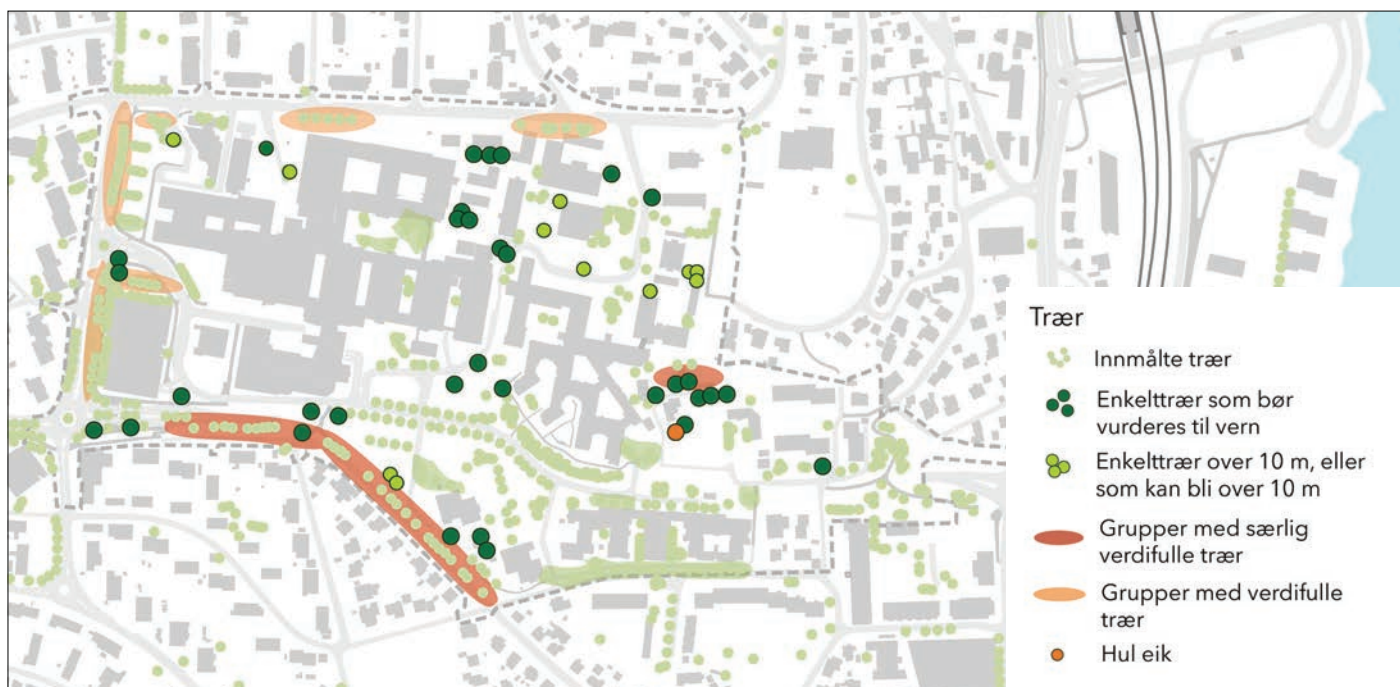 Trær
Innmålte trær
Enkelttrær som bør
vurderes til vern
Enkelttrær over 10 m, eller
som kan bli over 10 m
Grupper med særlig
verdifulle trær
Grupper med verdifulle
trær
Hul eik